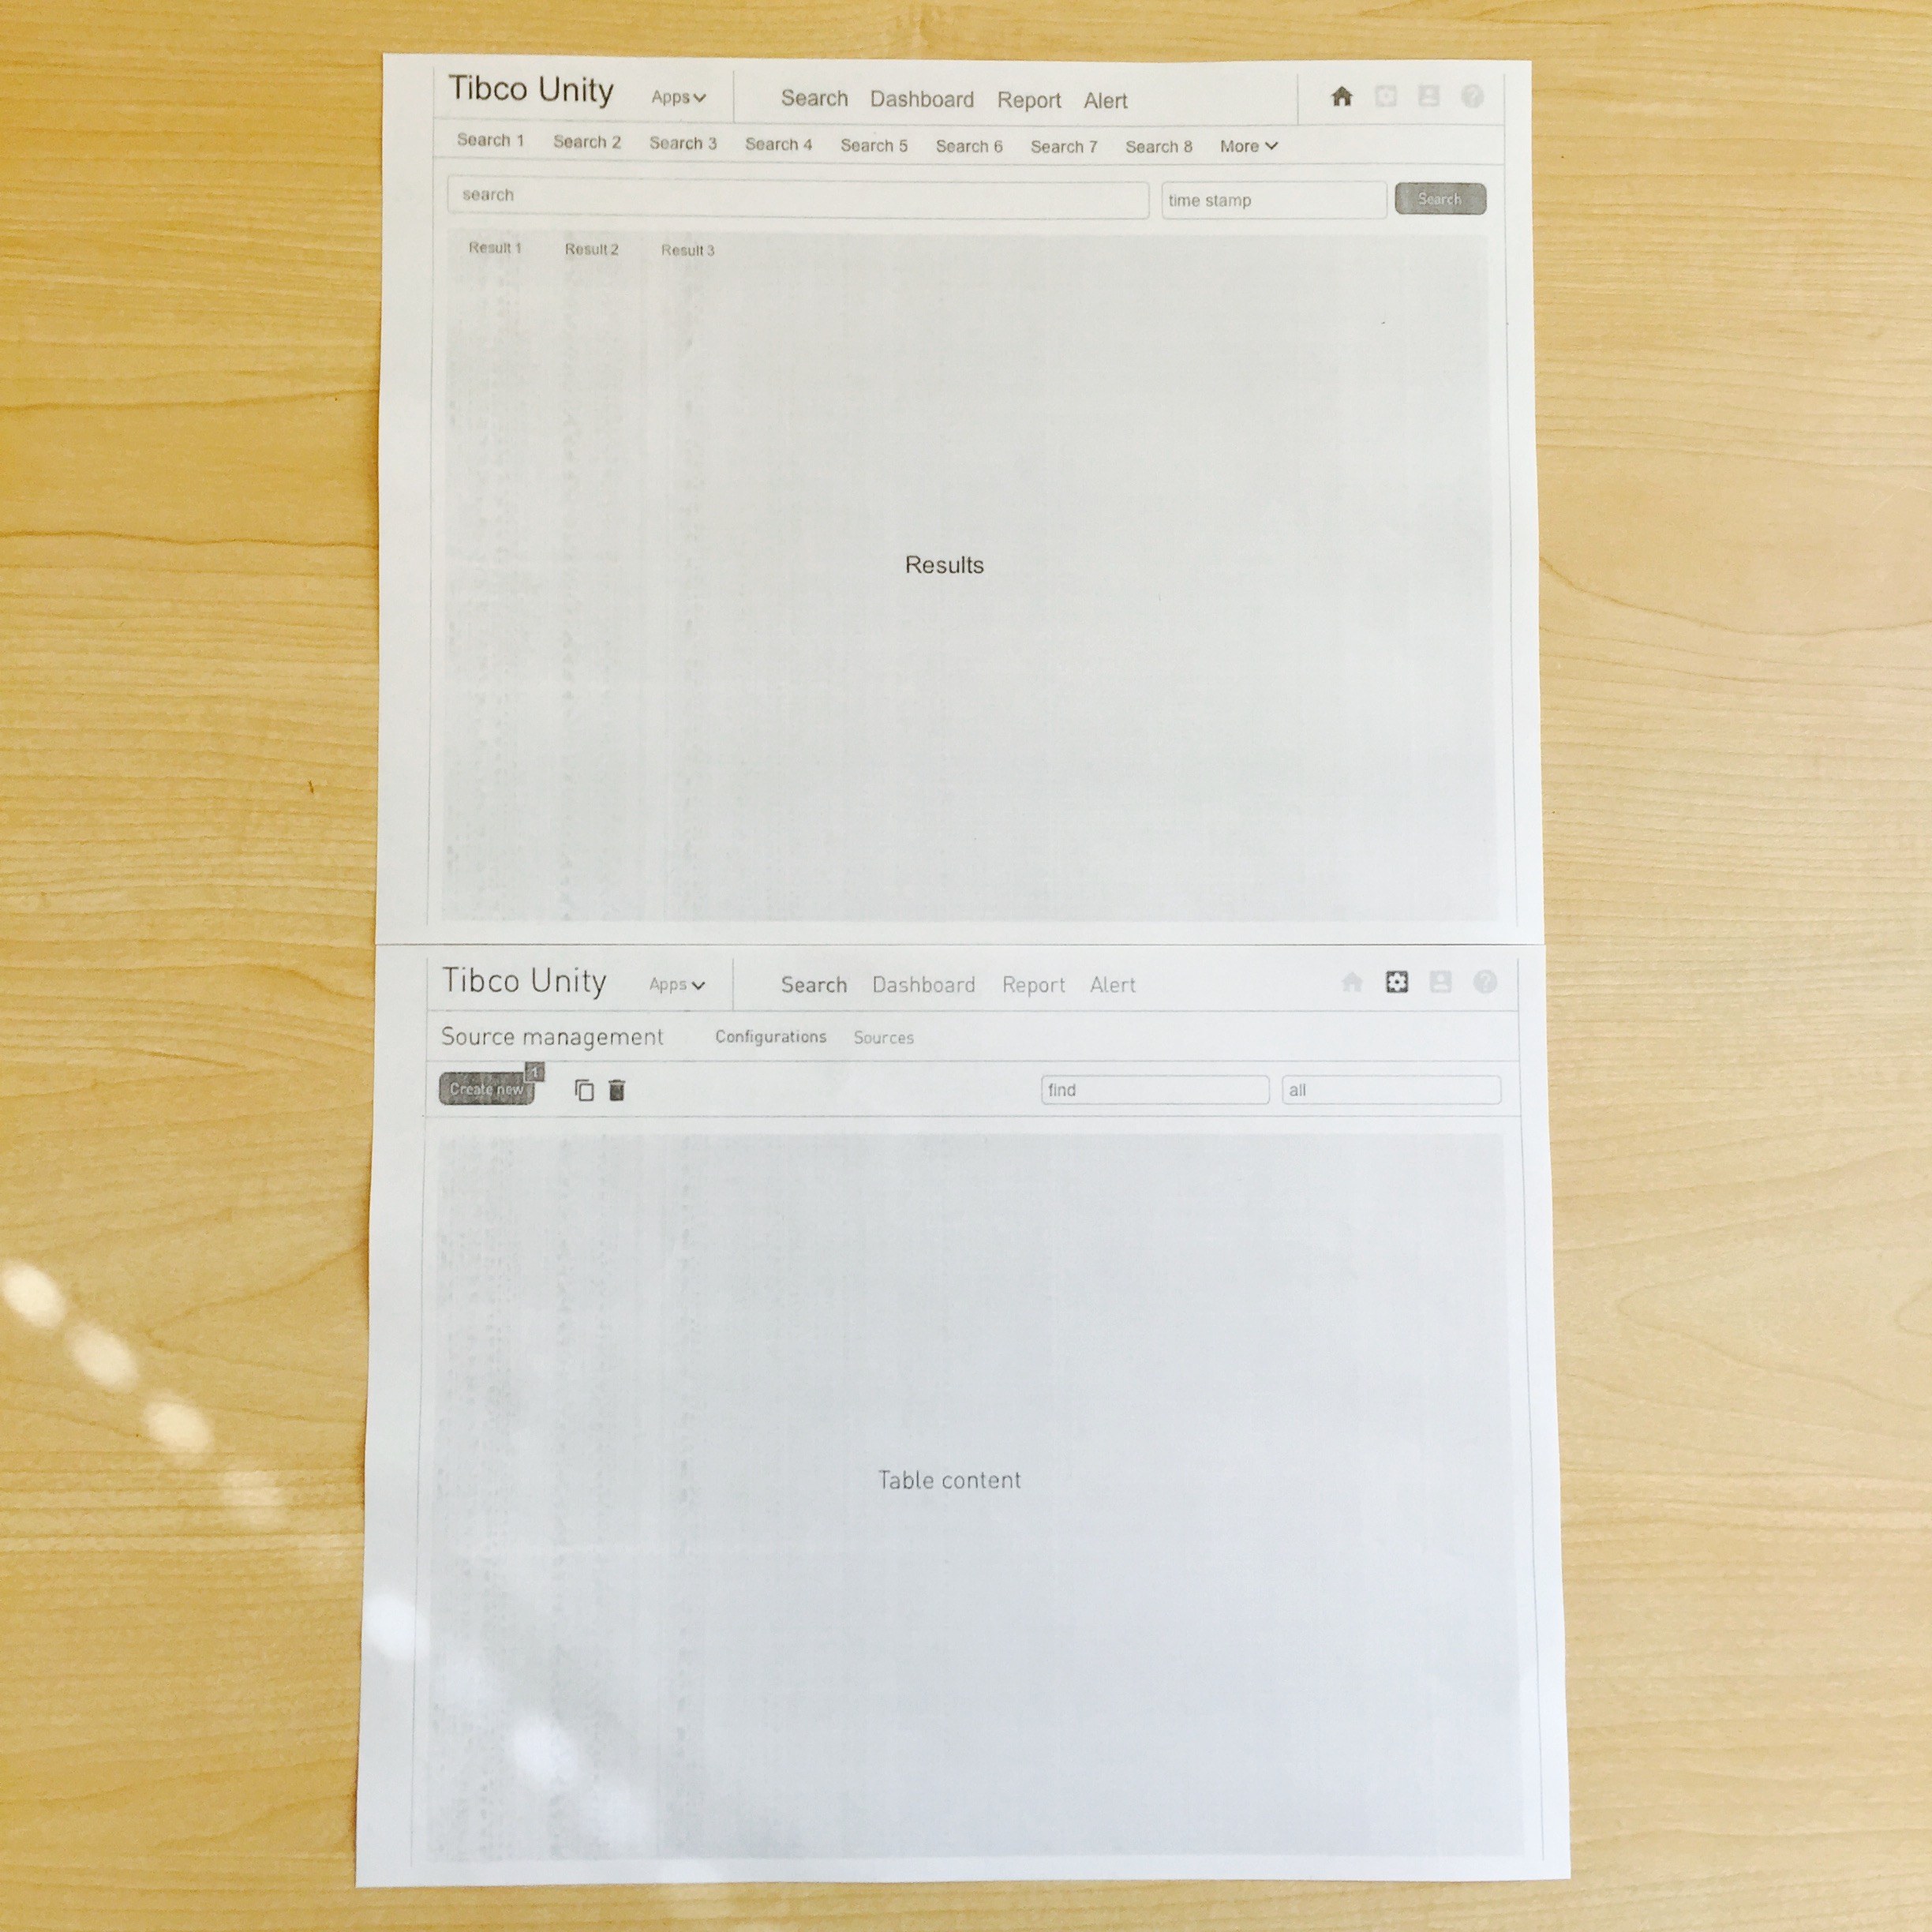 Tibco Unity Apps Search Dashboard Report Alert
Search 1 Search 2 Search 3 Search 4 Search 5 Search 6 Search 7 Search 8 More
search time stamp Search
Result 1 Result 2 Result 3
Results
Tibco Unity Apps Search Dashboard Report Alert
Source management Configurations Sources
Create new 1 find all
Table content